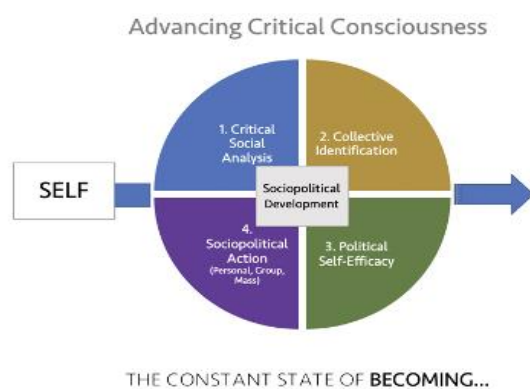 Advancing Critical Consciousness
1. Critical
Social
Analysis
2. Collective
Identification
SELF
Sociopolitical
Development
4.
Sociopolitical
Action
(Personal, Group,
Mass)
3. Political
Self-Efficacy
THE CONSTANT STATE OF BECOMING...